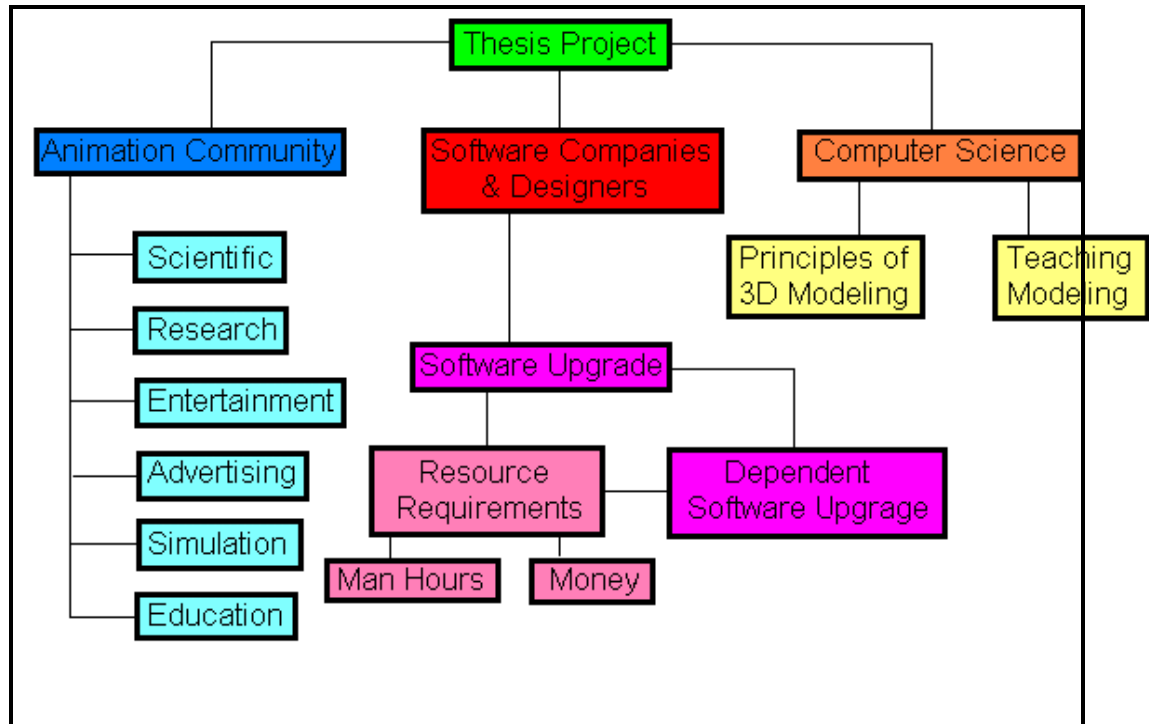 Thesis Project
Animation Community
Software Companies
& Designers
Computer Science
Scientific
Research
Entertainment
Advertising
Simulation
Education
Software Upgrade
Resource
Requirements
Man Hours
Money
Dependent
Software Upgrage
Principles of
3D Modeling
Teaching
Modeling